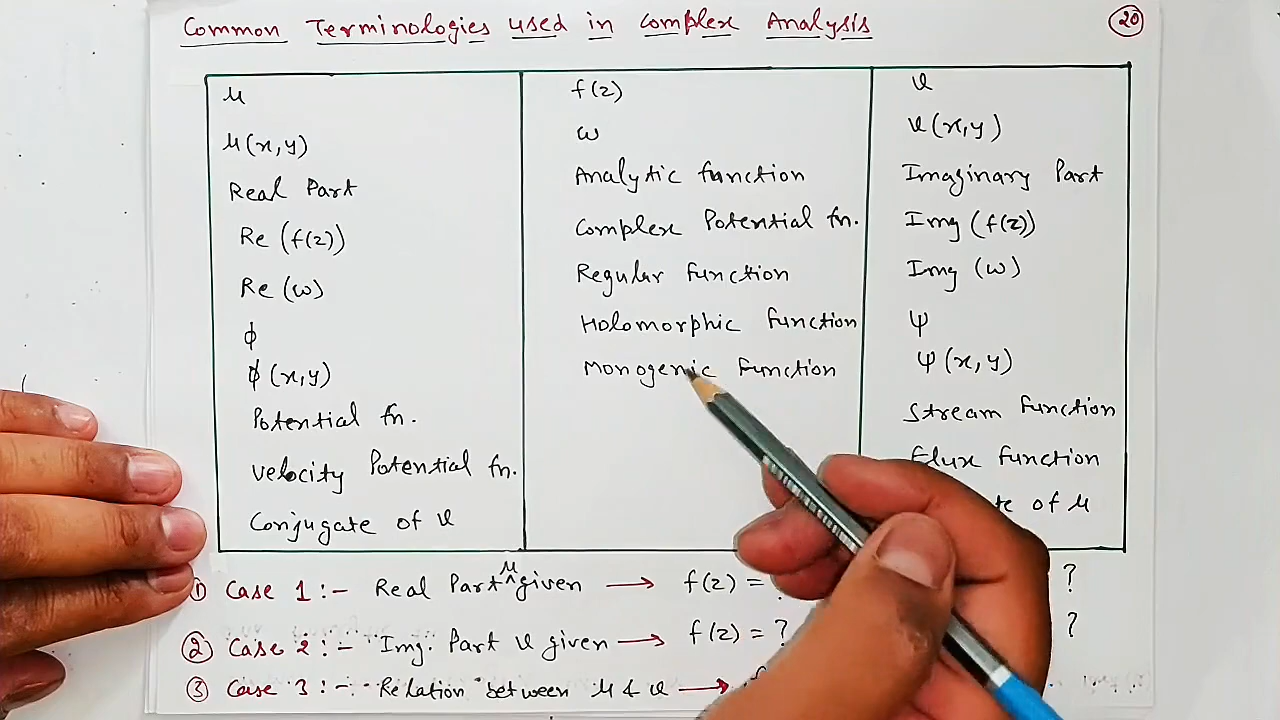 Common Terminologies used in Complex Analysis
20
u
u(x,y)
Real Part
Re (f(z))
Re (w)
ϕ
ϕ (x,y)
Potential fn.
Velocity Potential fn.
Conjugate of v
f(z)
w
Analytic function
Complex Potential fn.
Regular function
Holomorphic function
Monogenic Function
v
v(x,y)
Imaginary Part
Img (f(z))
Img (w)
ψ
ψ (x,y)
Stream function
Flux function
of u
① Case 1 :- Real Part u given → f(z) = ?
② Case 2 :- Img. Part v given → f(z) = ? ?
③ Case 3 :- Relation between u & v →